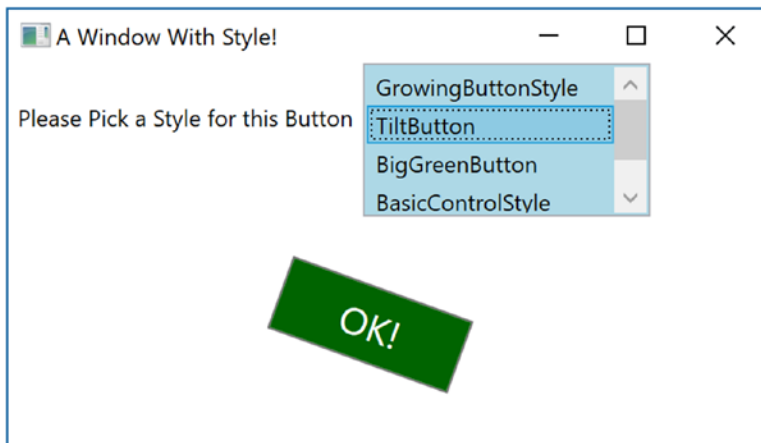 A Window With Style!
Please Pick a Style for this Button
GrowingButtonStyle
TiltButton
BigGreenButton
BasicControlStyle
OK!